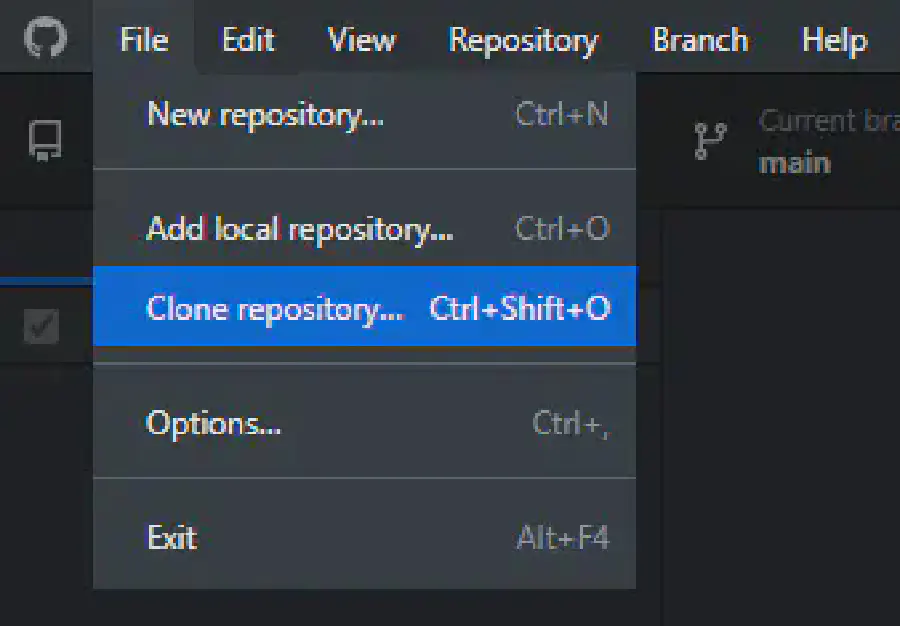 File Edit View Repository Branch Help
New repository... Ctrl+N
Current bra
main
Add local repository... Ctrl+O
Clone repository... Ctrl+Shift+O
Options... Ctrl+,
Exit Alt+F4